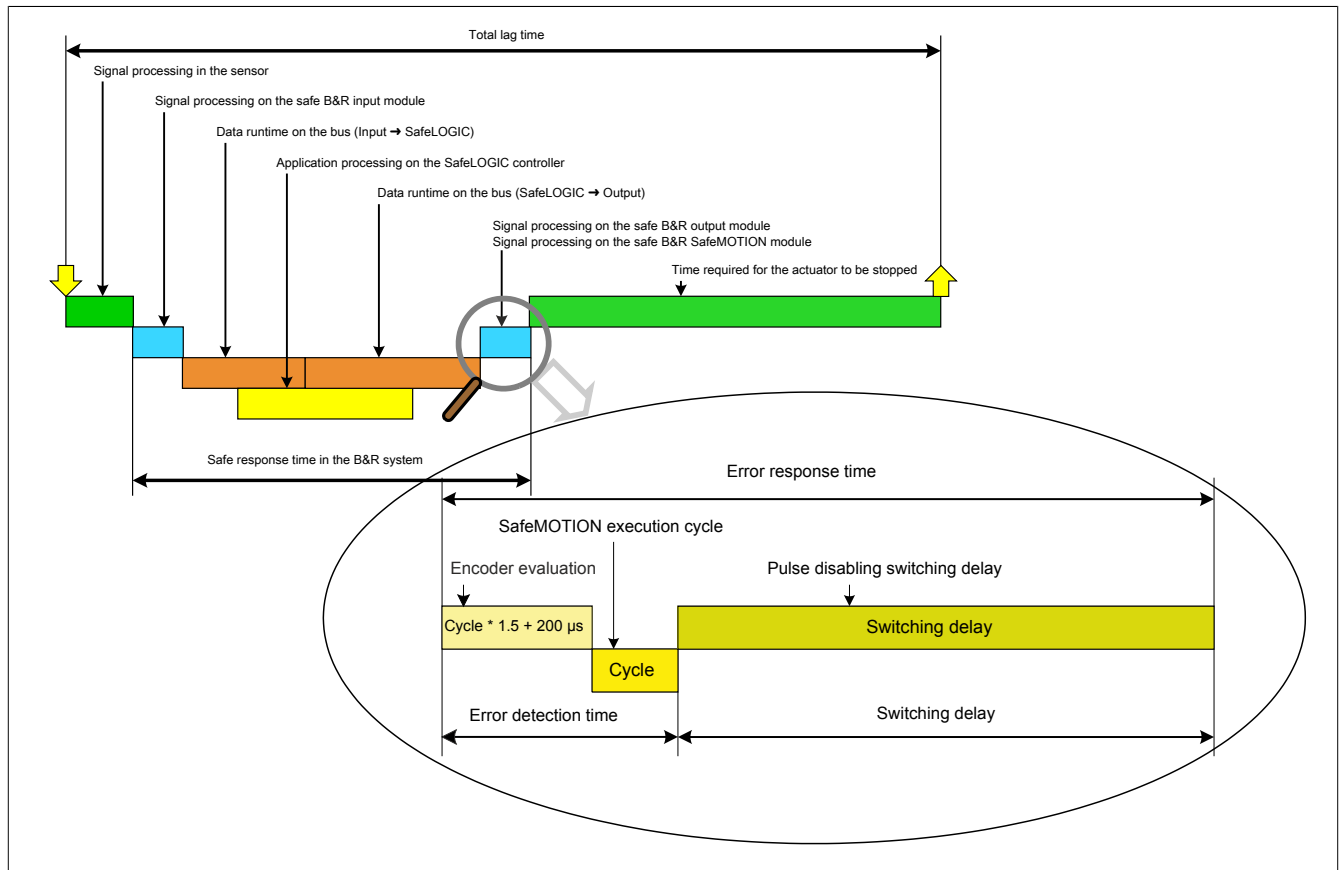 Total lag time
Signal processing in the sensor
Signal processing on the safe B&R input module
Data runtime on the bus (Input → SafeLOGIC)
Application processing on the SafeLOGIC controller
Data runtime on the bus (SafeLOGIC → Output)
Signal processing on the safe B&R output module
Signal processing on the safe B&R SafeMOTION module
Time required for the actuator to be stopped
Safe response time in the B&R system
Error response time
SafeMOTION execution cycle
Encoder evaluation
Pulse disabling switching delay
Cycle * 1.5 + 200 µs
Switching delay
Cycle
Error detection time
Switching delay